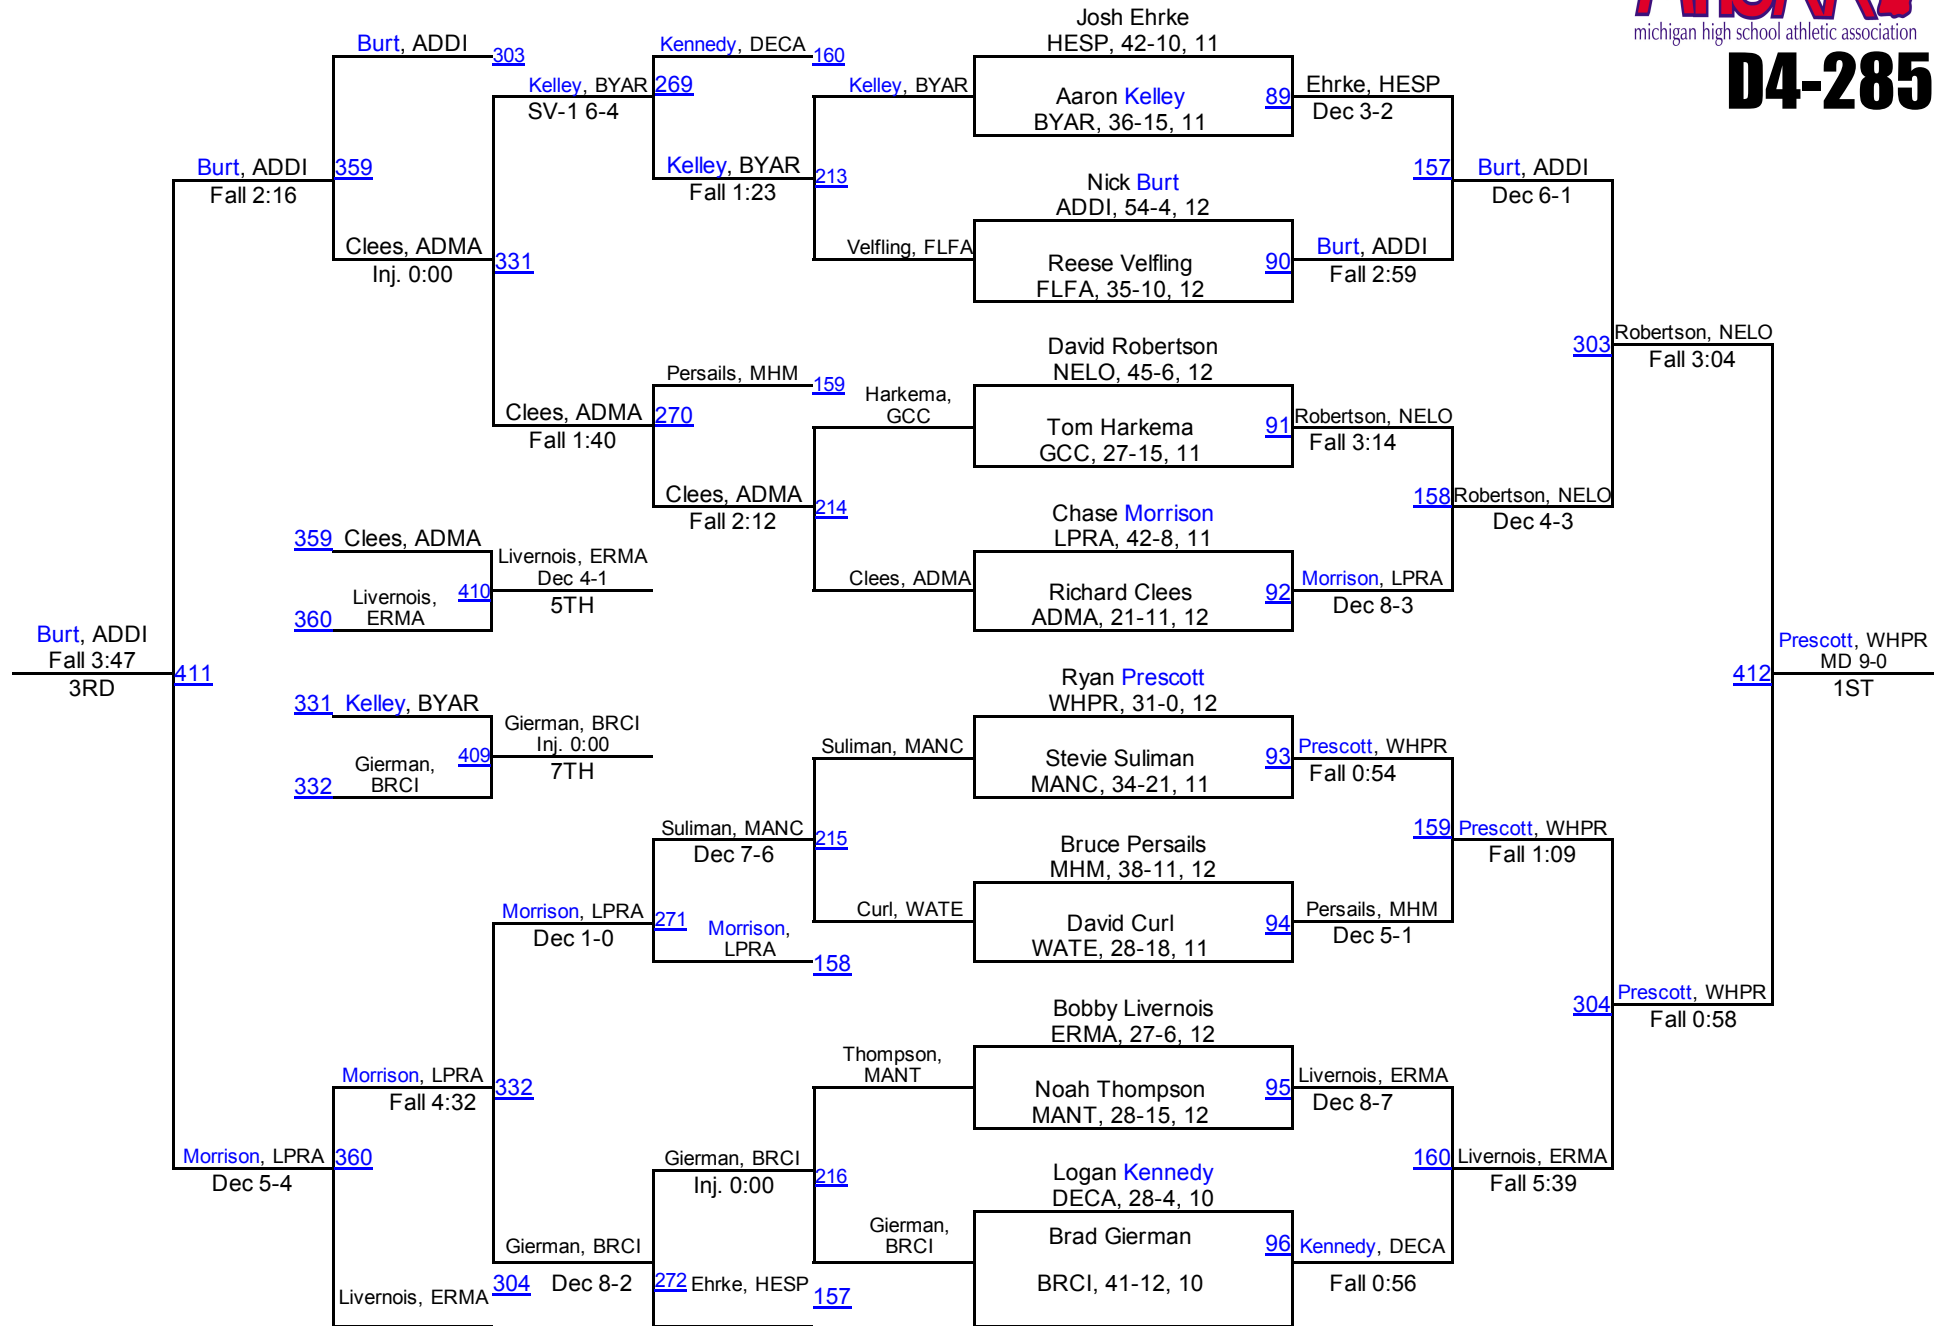 michigan high school athletic association
D4-285
Burt, ADDI
303
Kelley, BYAR
SV-1 6-4
269
Kennedy, DECA
160
Kelley, BYAR
Josh Ehrke
HESP, 42-10, 11
Aaron Kelley
BYAR, 36-15, 11
89
Ehrke, HESP
Dec 3-2
Burt, ADDI
Fall 2:16
359
Kelley, BYAR
Fall 1:23
213
Nick Burt
ADDI, 54-4, 12
157
Burt, ADDI
Dec 6-1
Clees, ADMA
Inj. 0:00
331
Velfling, FLFA
Reese Velfling
FLFA, 35-10, 12
90
Burt, ADDI
Fall 2:59
David Robertson
NELO, 45-6, 12
303
Robertson, NELO
Fall 3:04
Persails, MHM
159
Harkema,
GCC
Clees, ADMA
Fall 1:40
270
Tom Harkema
GCC, 27-15, 11
91
Robertson, NELO
Fall 3:14
Clees, ADMA
Fall 2:12
214
Chase Morrison
LPRA, 42-8, 11
158
Robertson, NELO
Dec 4-3
359
Clees, ADMA
Livernois, ERMA
Dec 4-1
5TH
410
Livernois,
ERMA
360
Clees, ADMA
Richard Clees
ADMA, 21-11, 12
92
Morrison, LPRA
Dec 8-3
Burt, ADDI
Fall 3:47
3RD
411
Ryan Prescott
WHPR, 31-0, 12
412
Prescott, WHPR
MD 9-0
1ST
331
Kelley, BYAR
Gierman, BRCI
Inj. 0:00
7TH
409
Gierman,
BRCI
332
Suliman, MANC
Stevie Suliman
MANC, 34-21, 11
93
Prescott, WHPR
Fall 0:54
Suliman, MANC
Dec 7-6
215
Bruce Persails
MHM, 38-11, 12
159
Prescott, WHPR
Fall 1:09
Morrison, LPRA
Dec 1-0
271
Morrison,
LPRA
158
Curl, WATE
David Curl
WATE, 28-18, 11
94
Persails, MHM
Dec 5-1
Bobby Livernois
ERMA, 27-6, 12
304
Prescott, WHPR
Fall 0:58
Morrison, LPRA
Fall 4:32
332
Thompson,
MANT
Noah Thompson
MANT, 28-15, 12
95
Livernois, ERMA
Dec 8-7
Morrison, LPRA
Dec 5-4
360
Gierman, BRCI
Inj. 0:00
216
Logan Kennedy
DECA, 28-4, 10
160
Livernois, ERMA
Fall 5:39
Gierman,
BRCI
Brad Gierman
BRCI, 41-12, 10
96
Kennedy, DECA
Fall 0:56
Gierman, BRCI
Dec 8-2
272
Ehrke, HESP
157
Livernois, ERMA
304